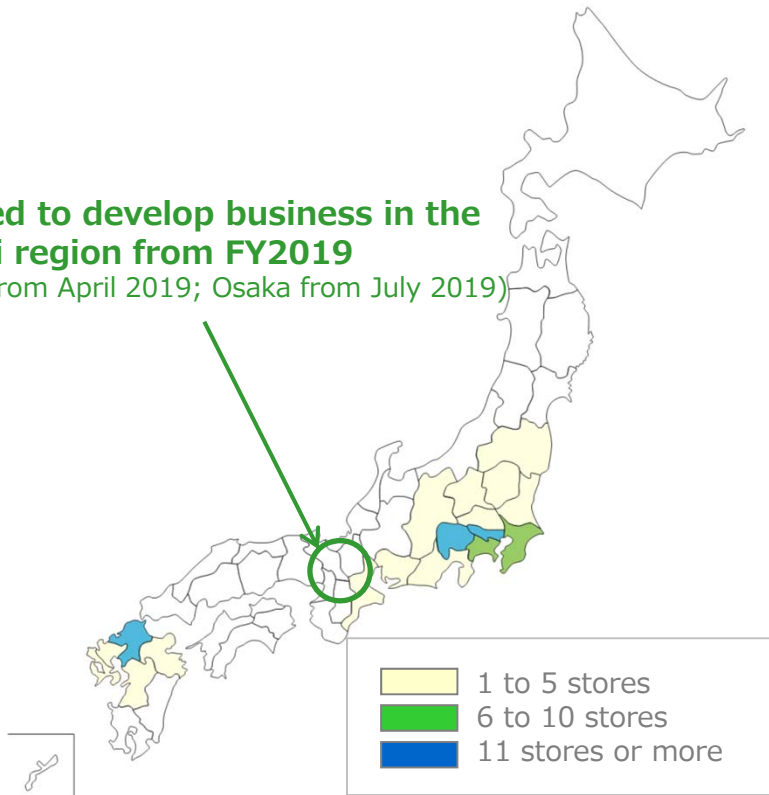 ed to develop business in the
i region from FY2019
rom April 2019; Osaka from July 2019)
1 to 5 stores
6 to 10 stores
11 stores or more